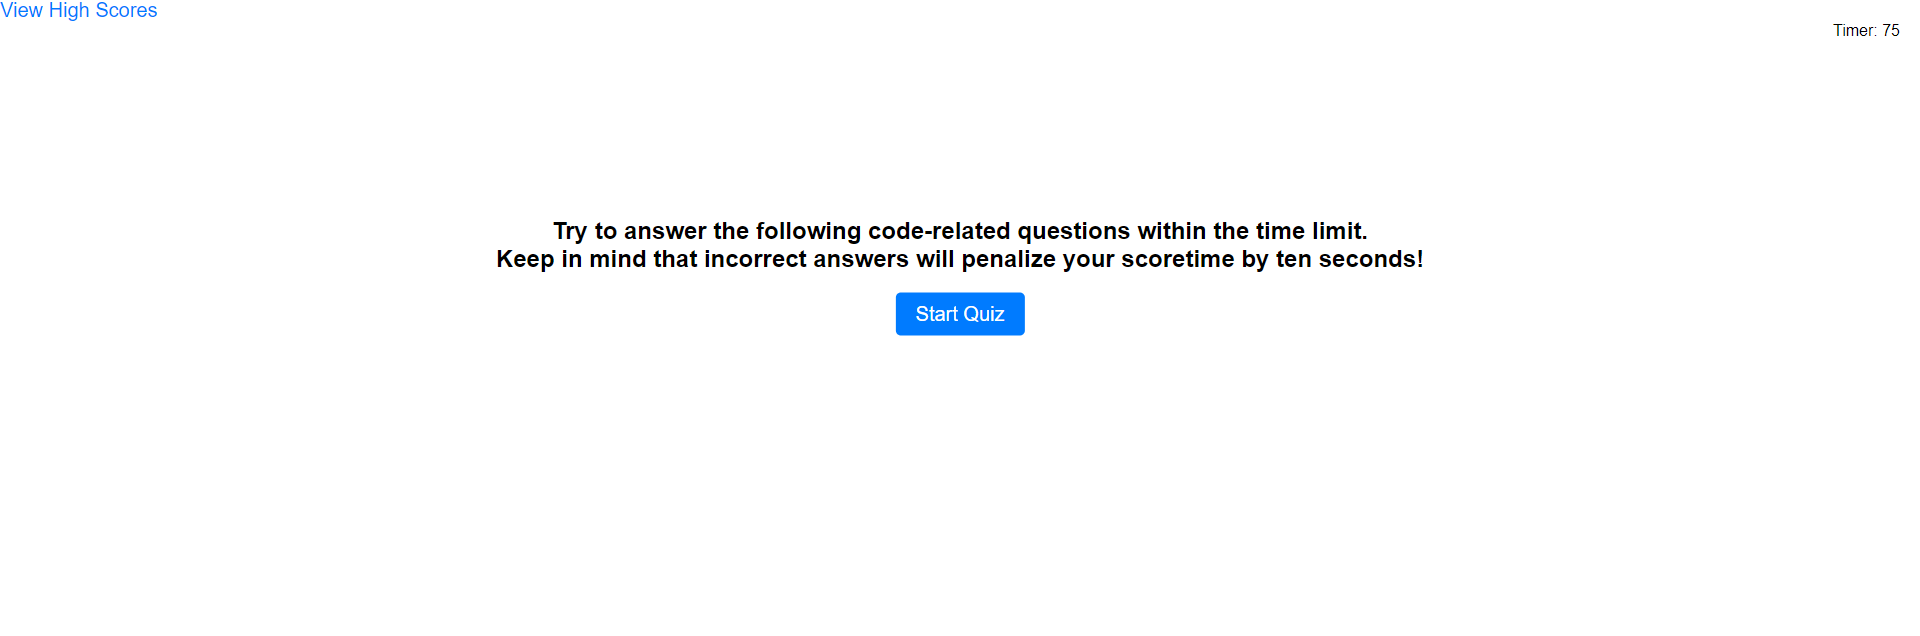 View High Scores
Timer: 75
Try to answer the following code-related questions within the time limit.
Keep in mind that incorrect answers will penalize your scoretime by ten seconds!
Start Quiz